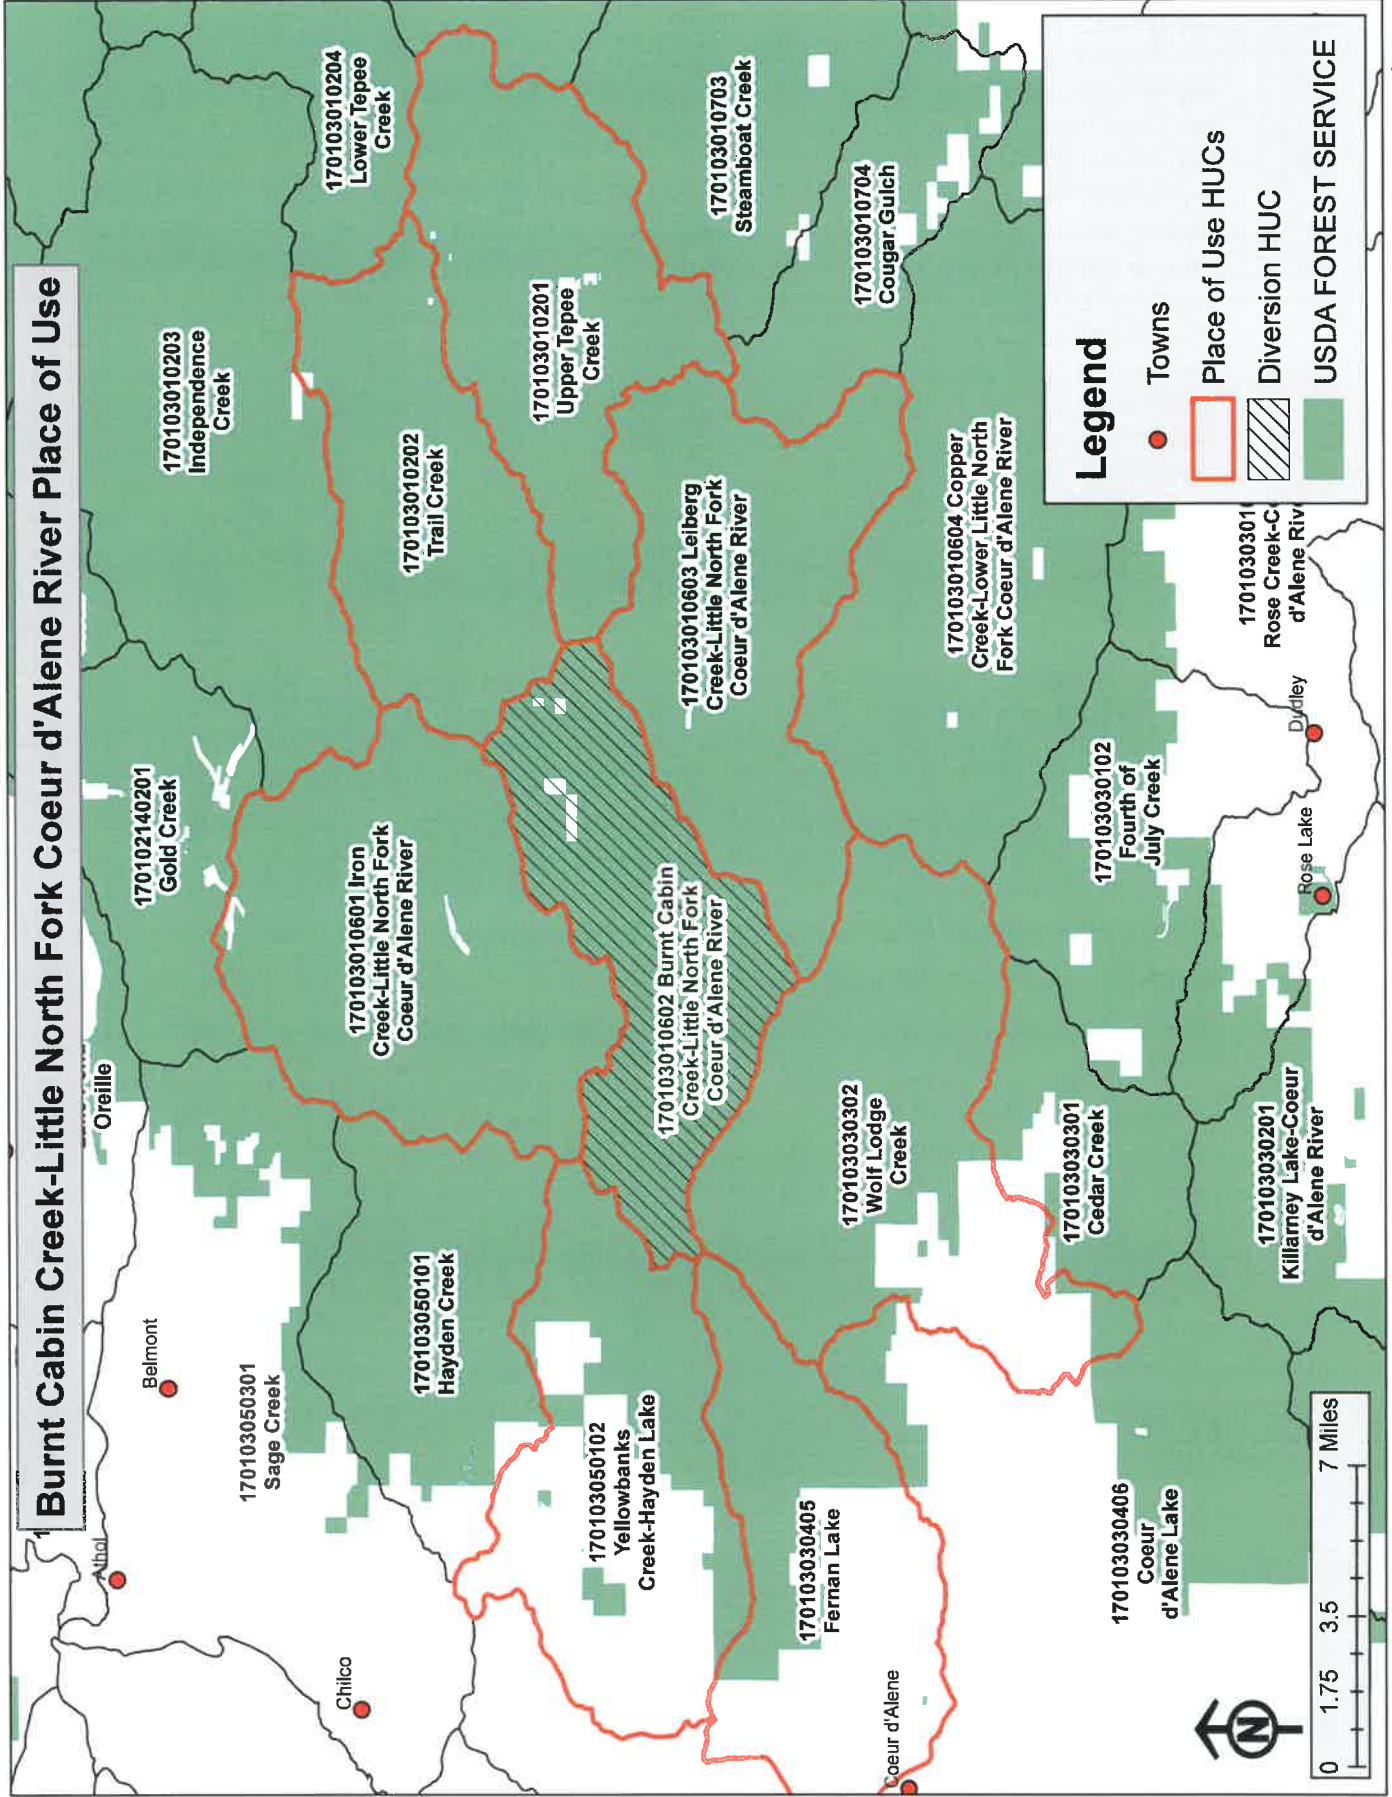 Burnt Cabin Creek-Little North Fork Coeur d'Alene River Place of Use
Athol
Belmont
Chilco
Oreille
170102140201
Gold Creek
170103010203
Independence
Creek
170103010204
Lower Tepee
Creek
170103050301
Sage Creek
170103050101
Hayden Creek
170103010601 Iron
Creek-Little North Fork
Coeur d'Alene River
170103010202
Trail Creek
170103010201
Upper Tepee
Creek
170103050102
Yellowbanks
Creek-Hayden Lake
170103010602 Burnt Cabin
Creek-Little North Fork
Coeur d'Alene River
170103010603 Leiberg
Creek-Little North Fork
Coeur d'Alene River
170103010703
Steamboat Creek
170103030405
Fernan Lake
170103030302
Wolf Lodge
Creek
170103010704
Cougar Gulch
Coeur d'Alene
170103010604 Copper
Creek-Lower Little North
Fork Coeur d'Alene River
170103030406
Coeur
d'Alene Lake
170103030301
Cedar Creek
170103030102
Fourth of
July Creek
170103030201
Killarney Lake-Coeur
d'Alene River
Rose Lake
Dudley
1701030301
Rose Creek-Co
d'Alene Rive
Legend
Towns
Place of Use HUCs
Diversion HUC
USDA FOREST SERVICE
N
0 1.75 3.5 7 Miles